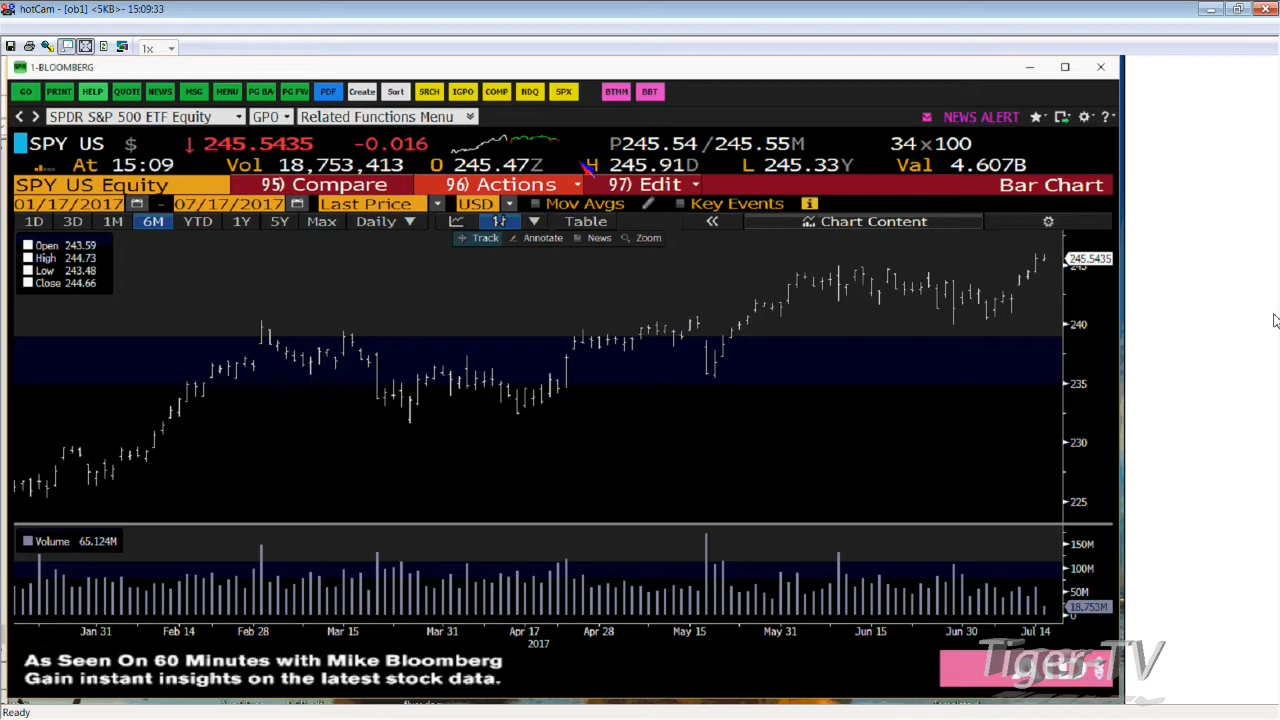 hotCam - [ob1] <5KB>- 15:09:33
1x
1-BLOOMBERG
GO PRINT HELP QUOTE NEWS MSG MENU PG BA PG FW PDF Create Sort SRCH IGPO COMP NDQ SPX BTMM BBT
SPDR S&P 500 ETF Equity GPO Related Functions Menu NEWS ALERT
SPY US $ ↓ 245.5435 -0.016 P245.54 /245.55M 34 x 100
At 15:09 Vol 18,753,413 O 245.47Z H 245.91D L 245.33Y Val 4.607B
SPY US Equity 95) Compare 96) Actions 97) Edit Bar Chart
01/17/2017 - 07/17/2017 Last Price USD Mov Avgs Key Events
1D 3D 1M 6M YTD 1Y 5Y Max Daily ▼ Table « Chart Content
Track Annotate News Zoom
Open 243.59
High 244.73
Low 243.48
Close 244.66
245.5435
245
240
235
230
225
Volume 65.124M
150M
100M
50M
18.753M
0
Jan 31 Feb 14 Feb 28 Mar 15 Mar 31 Apr 17 Apr 28 May 15 May 31 Jun 15 Jun 30 Jul 14
2017
As Seen On 60 Minutes with Mike Bloomberg
Gain instant insights on the latest stock data.
Tiger TV
Ready